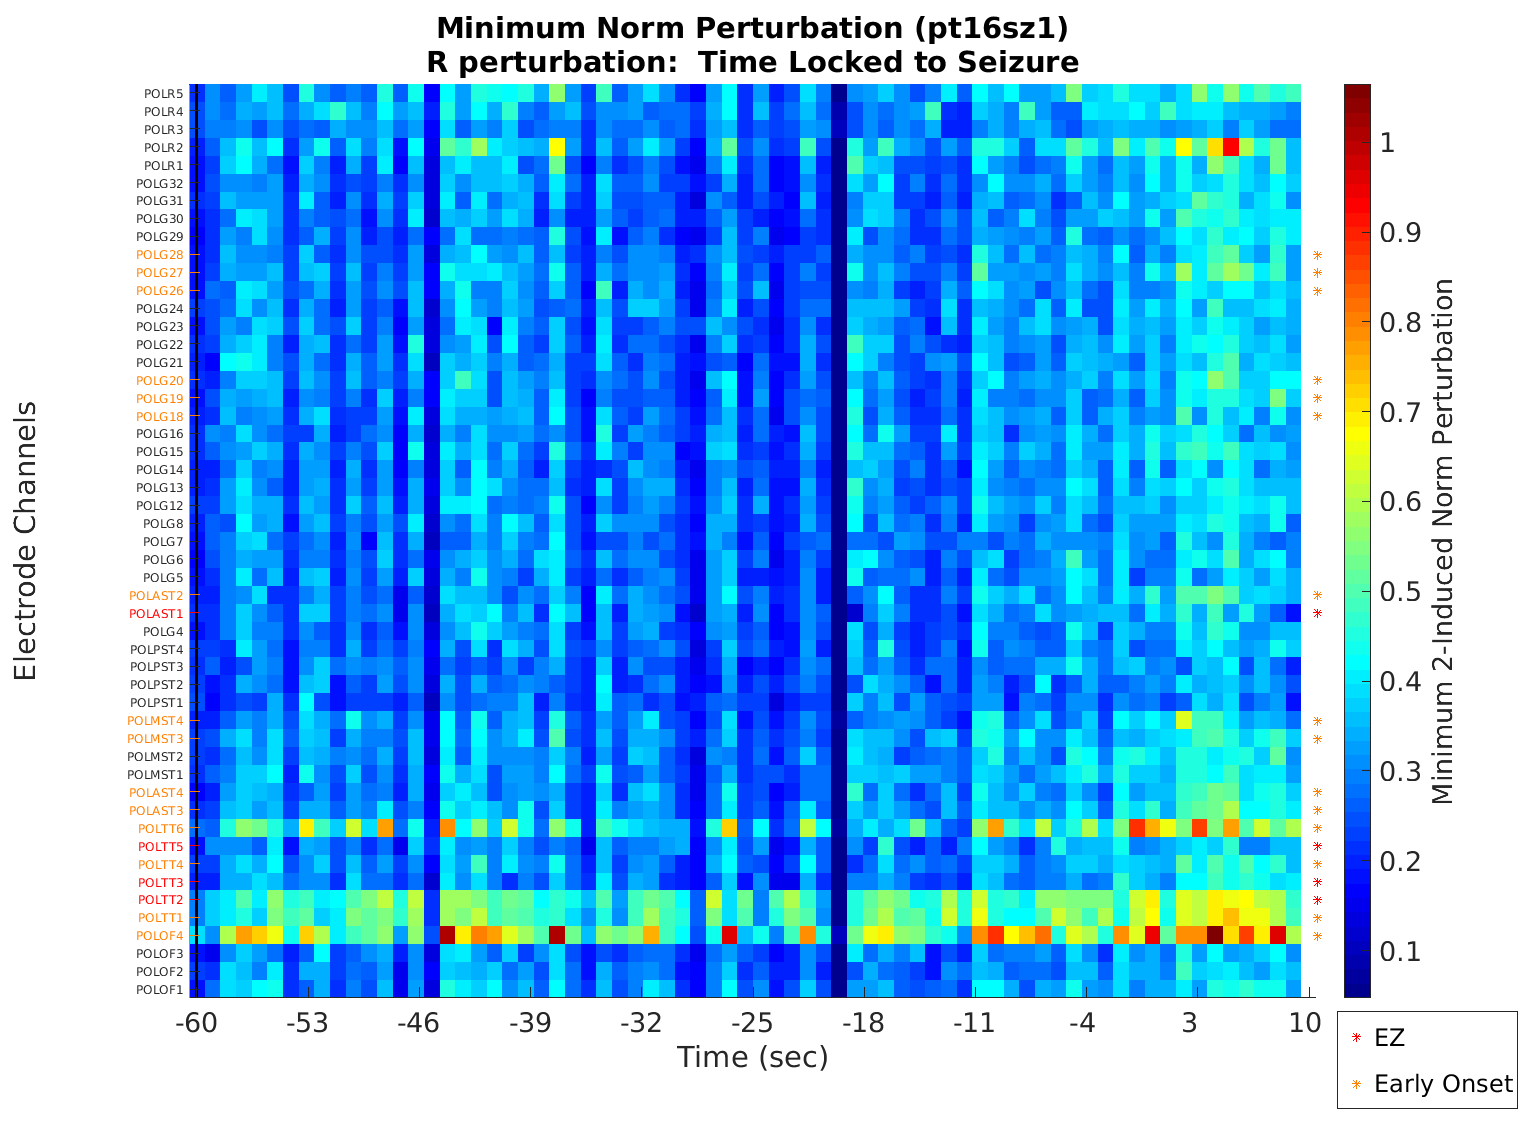 Minimum Norm Perturbation (pt16sz1)
R perturbation: Time Locked to Seizure
Electrode Channels
POLR5
POLR4
POLR3
POLR2
POLR1
POLG32
POLG31
POLG30
POLG29
POLG28
POLG27
POLG26
POLG24
POLG23
POLG22
POLG21
POLG20
POLG19
POLG18
POLG16
POLG15
POLG14
POLG13
POLG12
POLG8
POLG7
POLG6
POLG5
POLAST2
POLAST1
POLG4
POLPST4
POLPST3
POLPST2
POLPST1
POLMST4
POLMST3
POLMST2
POLMST1
POLAST4
POLAST3
POLTT6
POLTT5
POLTT4
POLTT3
POLTT2
POLTT1
POLOF4
POLOF3
POLOF2
POLOF1
-60 -53 -46 -39 -32 -25 -18 -11 -4 3 10
Time (sec)
1
0.9
0.8
0.7
0.6
0.5
0.4
0.3
0.2
0.1
Minimum 2-Induced Norm Perturbation
EZ
Early Onset